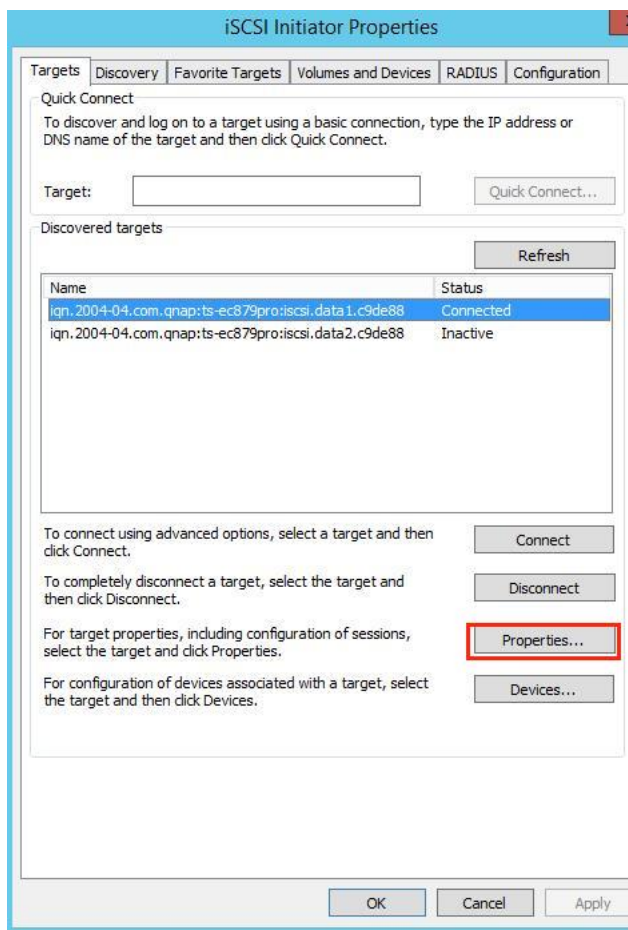 iSCSI Initiator Properties
Targets Discovery Favorite Targets Volumes and Devices RADIUS Configuration
Quick Connect
To discover and log on to a target using a basic connection, type the IP address or
DNS name of the target and then click Quick Connect.
Target:
Quick Connect...
Discovered targets
Refresh
Name Status
iqn.2004-04.com.qnap:ts-ec879pro:iscsi.data1.c9de88 Connected
iqn.2004-04.com.qnap:ts-ec879pro:iscsi.data2.c9de88 Inactive
To connect using advanced options, select a target and then
click Connect.
Connect
To completely disconnect a target, select the target and
then click Disconnect.
Disconnect
For target properties, including configuration of sessions,
select the target and click Properties.
Properties...
For configuration of devices associated with a target, select
the target and then click Devices.
Devices...
OK Cancel Apply